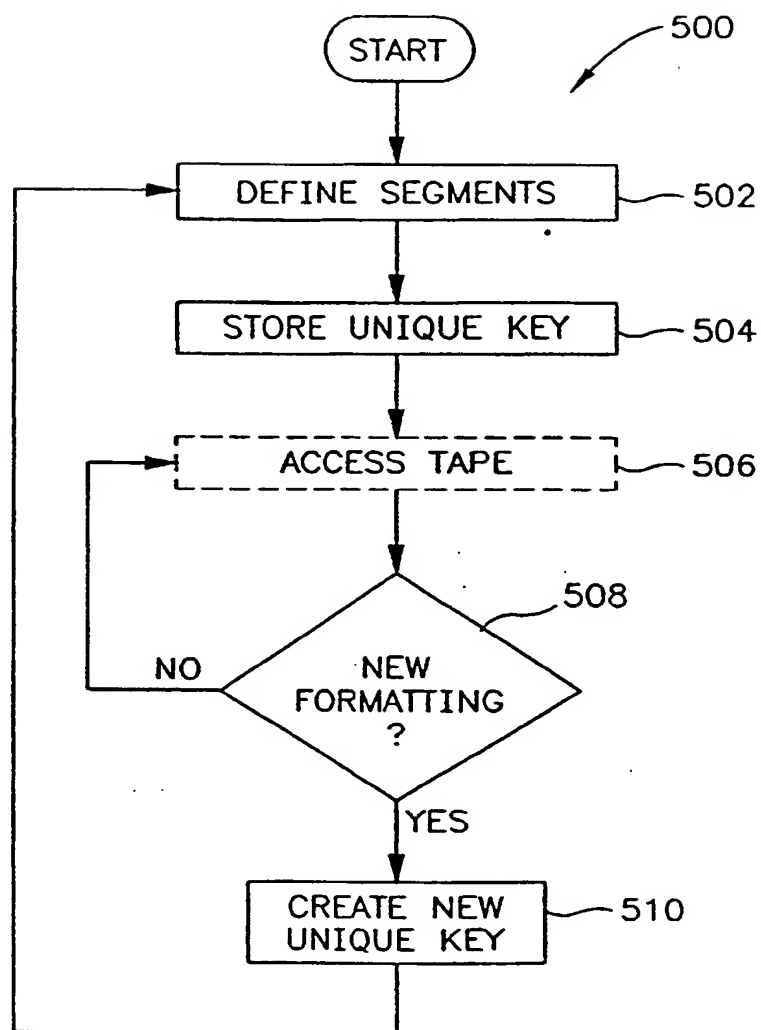 START
500
DEFINE SEGMENTS
502
STORE UNIQUE KEY
504
ACCESS TAPE
506
508
NO
NEW
FORMATTING
?
YES
CREATE NEW
UNIQUE KEY
510